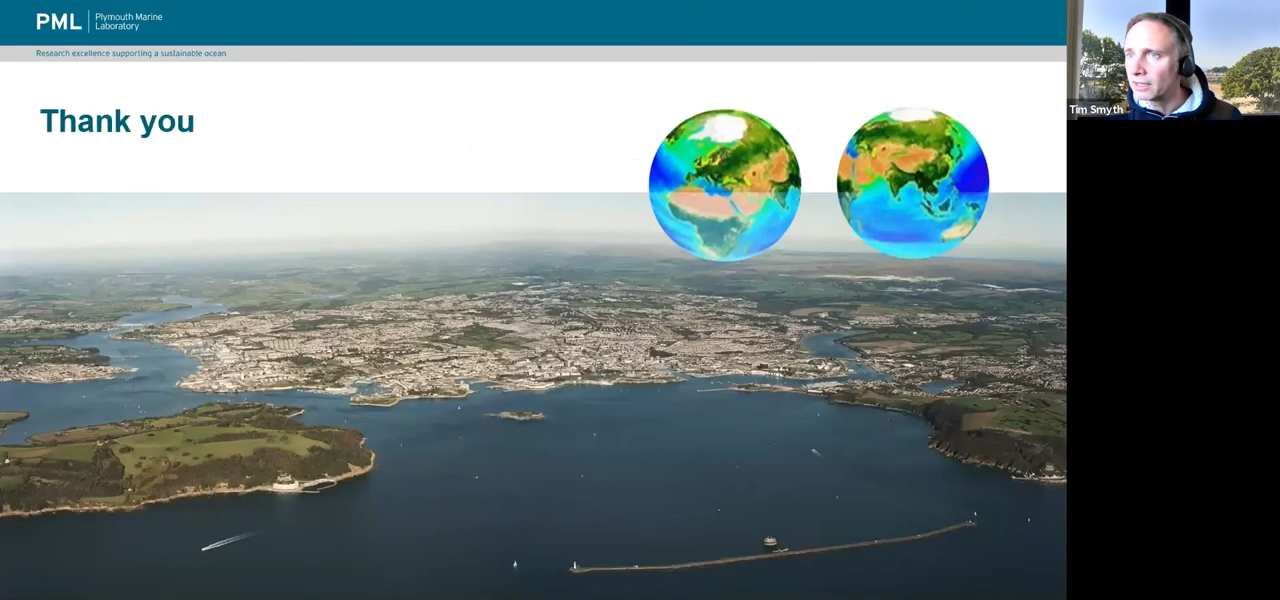 PML
Plymouth Marine
Laboratory
Research excellence supporting a sustainable ocean
Thank you
Tim Smyth